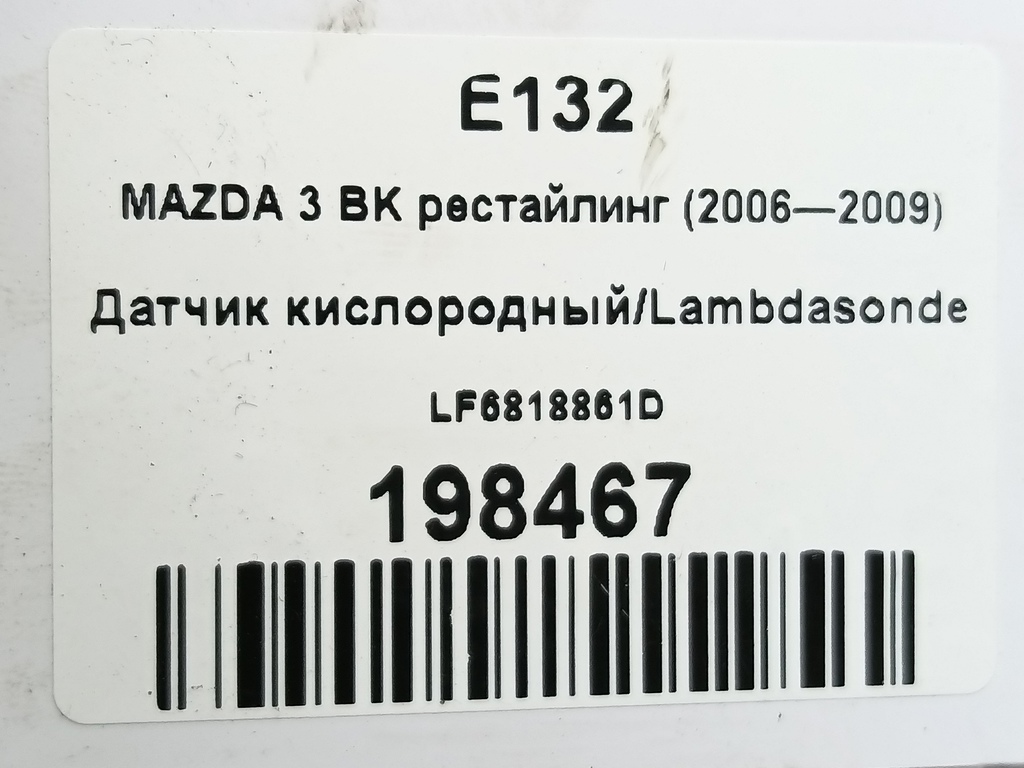 E132
MAZDA 3 BK рестайлинг (2006—2009)
Датчик кислородный/Lambdasonde
LF6818861D
198467